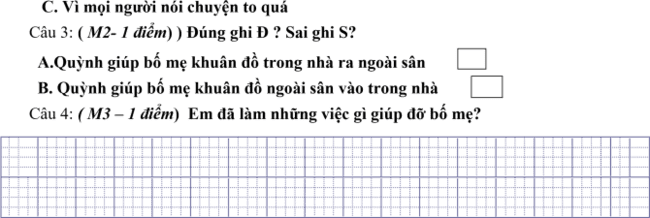 C. Vì mọi người nói chuyện to quá
Câu 3: ( M2- 1 điểm) ) Đúng ghi Đ ? Sai ghi S?
A.Quỳnh giúp bố mẹ khuân đồ trong nhà ra ngoài sân
B. Quỳnh giúp bố mẹ khuân đồ ngoài sân vào trong nhà
Câu 4: ( M3 – 1 điểm) Em đã làm những việc gì giúp đỡ bố mẹ?